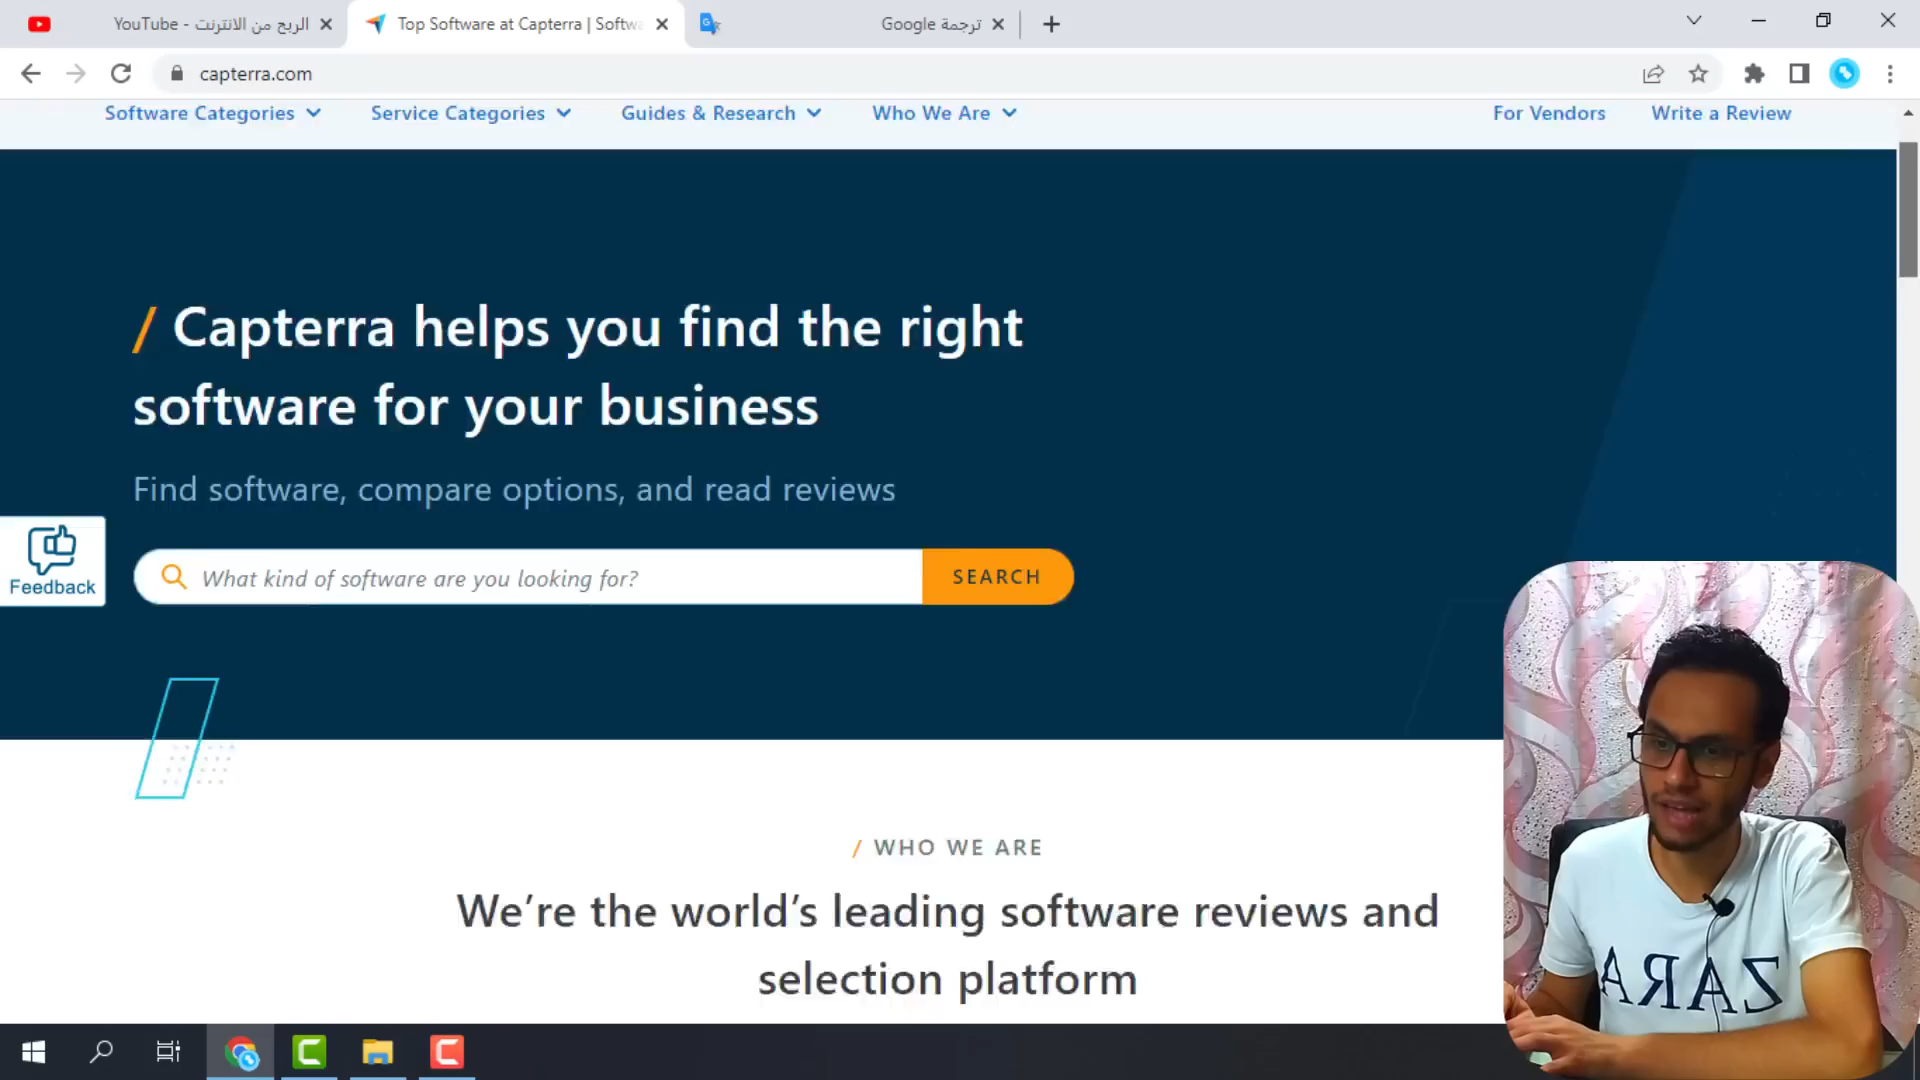 الربح من الانترنت - YouTube
Top Software at Capterra | Softw
ترجمة Google
capterra.com
Software Categories
Service Categories
Guides & Research
Who We Are
For Vendors
Write a Review
/ Capterra helps you find the right
software for your business
Find software, compare options, and read reviews
What kind of software are you looking for?
SEARCH
Feedback
/ WHO WE ARE
We’re the world’s leading software reviews and
selection platform
ZARA